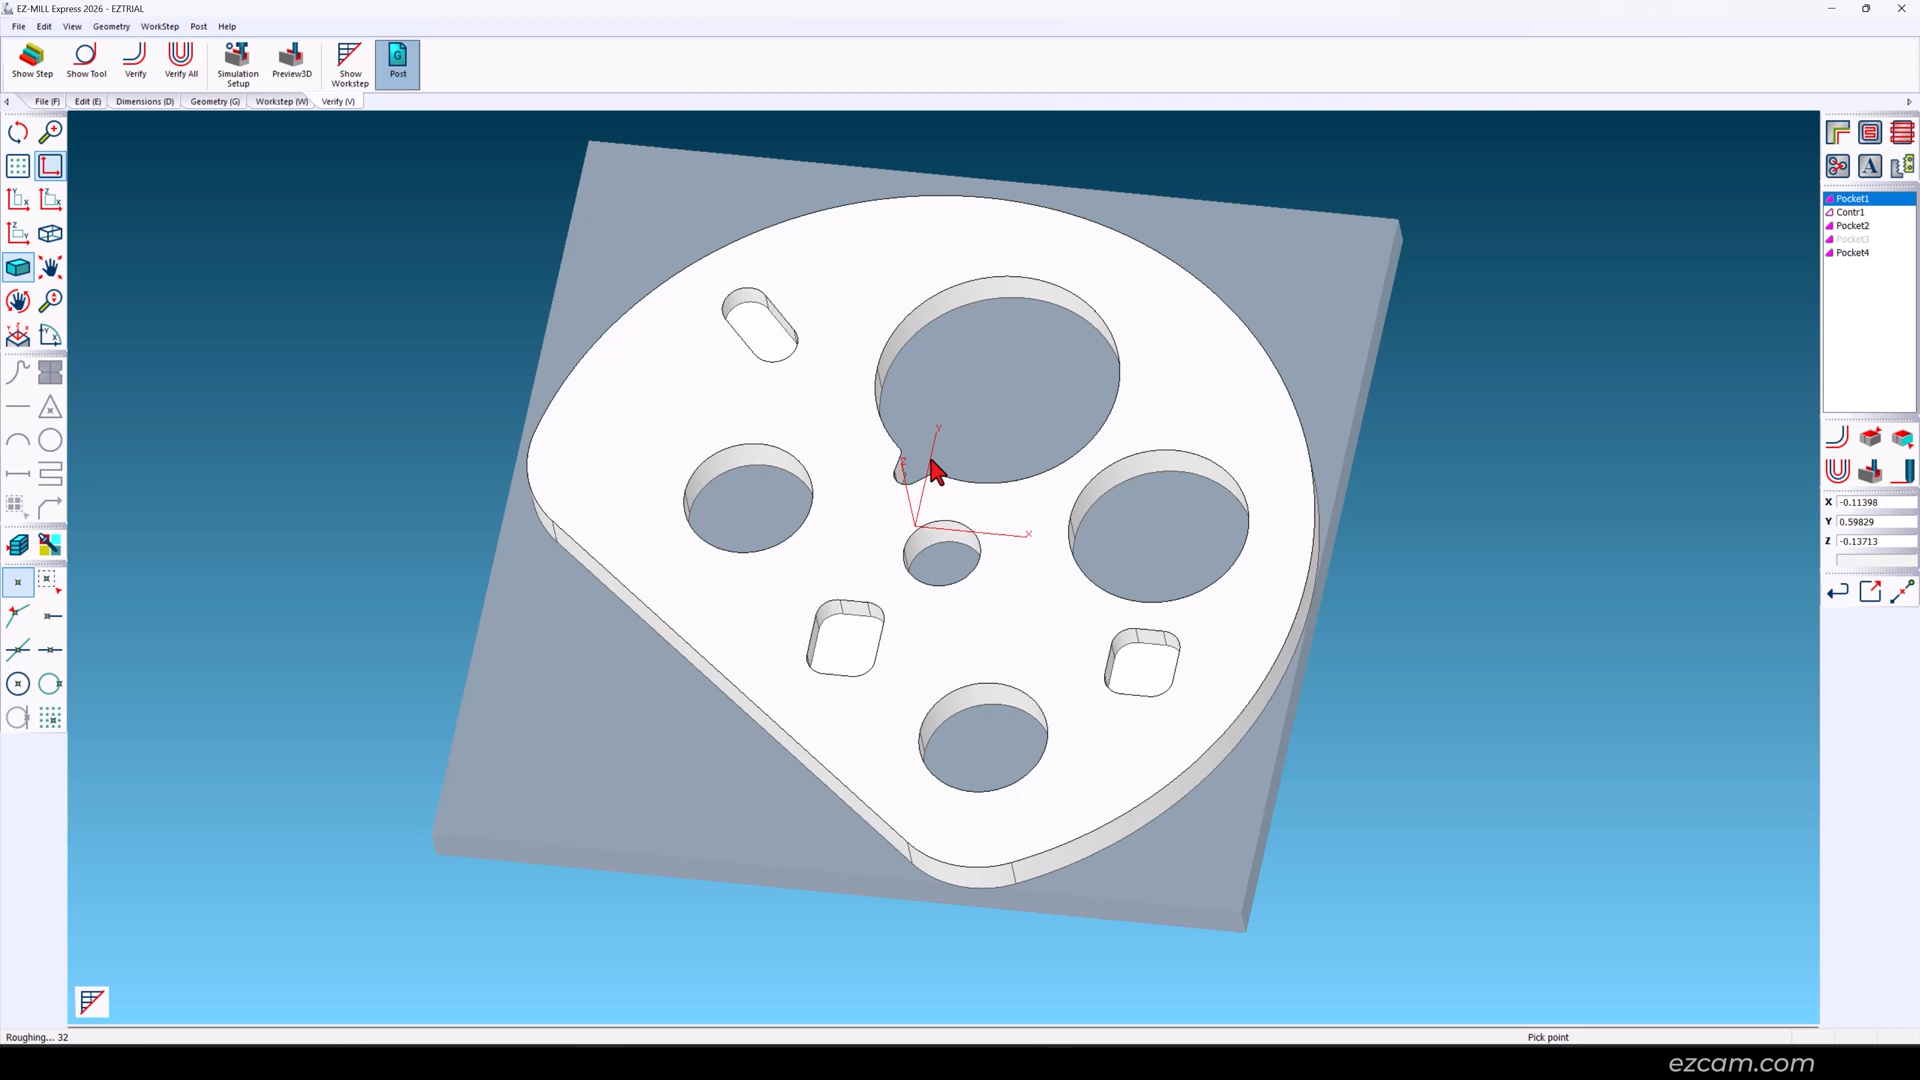 EZ-MILL Express 2026 - EZTRIAL
File Edit View Geometry WorkStep Post Help
Show Step
Show Tool
Verify
Verify All
Simulation Setup
Preview3D
Show Workstep
G
Post
File (F) Edit (E) Dimensions (D) Geometry (G) Workstep (W) Verify (V)
Pocket1
Contr1
Pocket2
Pocket3
Pocket4
Y
Z
X
X -0.11398
Y 0.59829
Z -0.13713
Roughing... 32
Pick point
ezcam.com